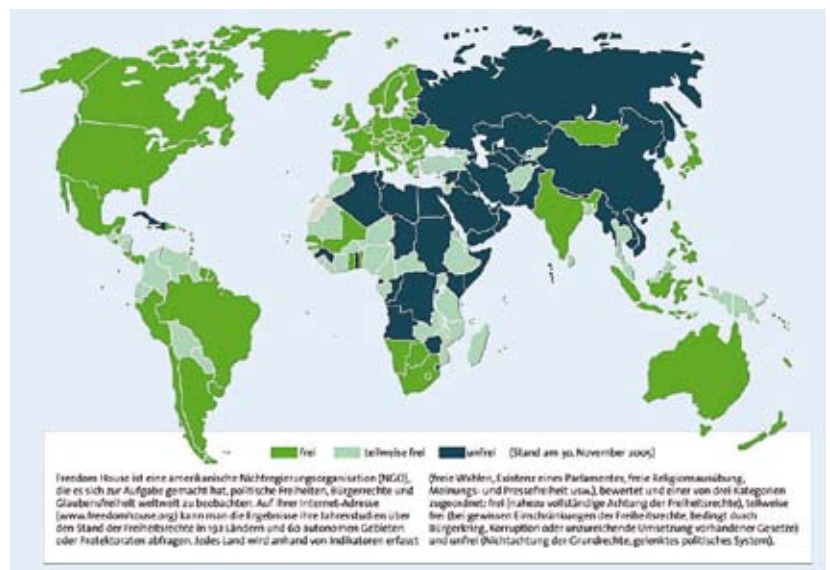 frei teilweise frei unfrei (Stand am 30. November 2005)
Freedom House ist eine amerikanische Nichtregierungsorganisation (NGO),
die es sich zur Aufgabe gemacht hat, politische Freiheiten, Bürgerrechte und
Glaubensfreiheit weltweit zu beobachten. Auf ihrer Internet-Adresse
(www.freedomhouse.org) kann man die Ergebnisse ihre Jahresstudien über
den Stand der Freiheitsrechte in 192 Ländern und 60 autonomen Gebieten
oder Protektoraten abfragen. Jedes Land wird anhand von Indikatoren erfasst
(freie Wahlen, Existenz eines Parlamentes, freie Religionsausübung,
Meinungs- und Pressefreiheit usw.), bewertet und einer von drei Kategorien
zugeordnet: frei (nahezu vollständige Achtung der Freiheitsrechte), teilweise
frei (bei gewissen Einschränkungen der Freiheitsrechte, bedingt durch
Bürgerkrieg, Korruption oder unzureichende Umsetzung vorhandener Gesetze)
und unfrei (Nichtachtung der Grundrechte, gelenktes politisches System).